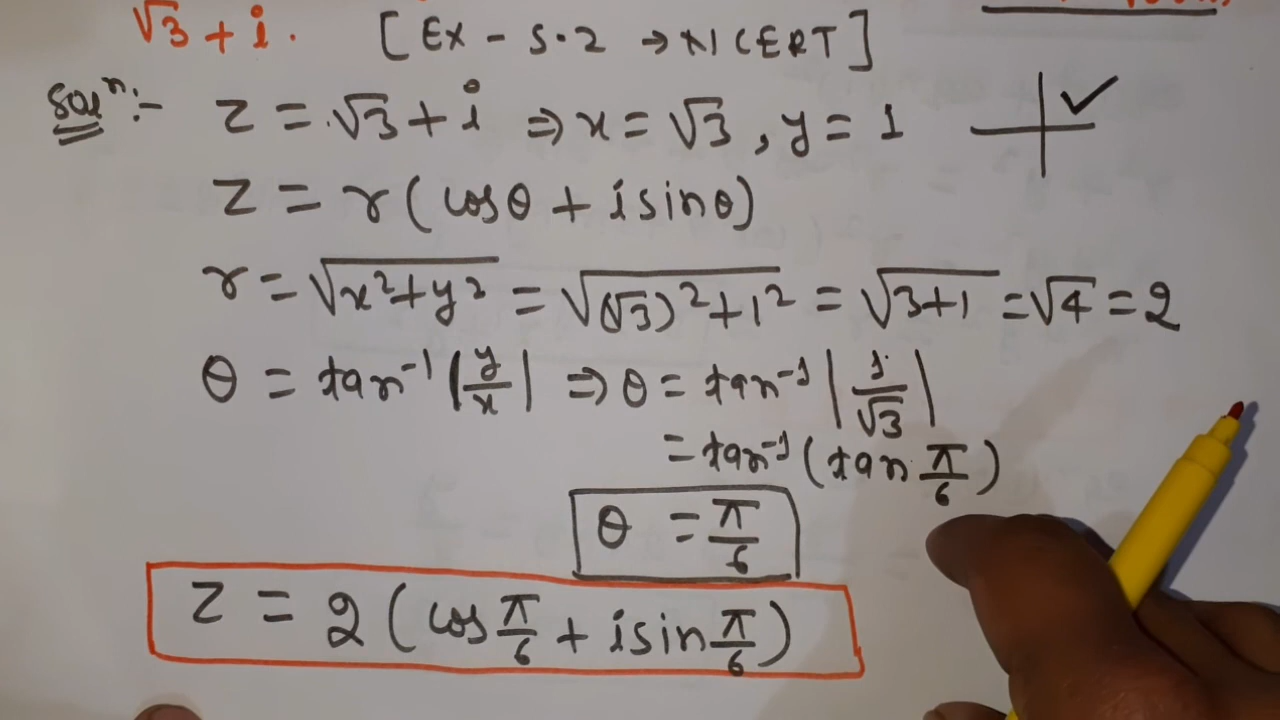 √3 + i. [Ex - 5.2 → NCERT]
Solⁿ:- z = √3 + i ⇒ x = √3, y = 1
z = r(cosθ + i sinθ)
r = √(x² + y²) = √((√3)² + 1²) = √(3+1) = √4 = 2
θ = tan⁻¹|y/x| ⇒ θ = tan⁻¹|1/√3|
= tan⁻¹(tan π/6)
θ = π/6
z = 2(cos π/6 + i sin π/6)